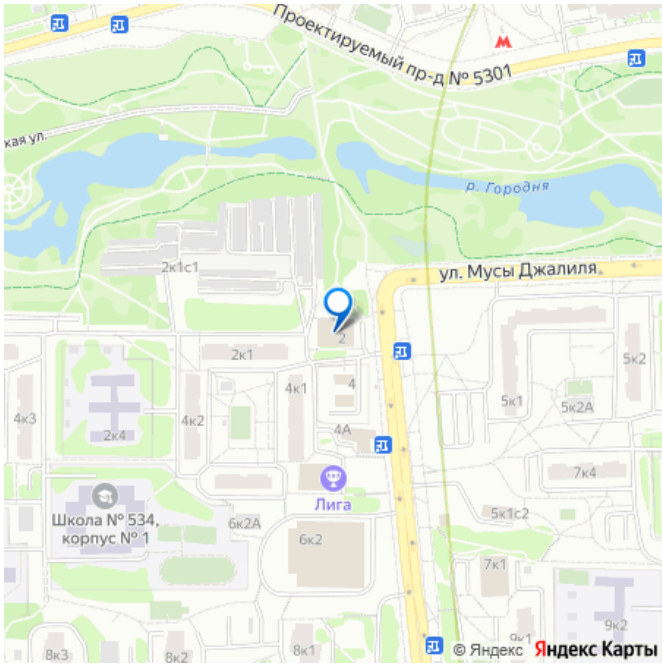 Проектируемый пр-д № 5301
кая ул.
р. Городня
ул. Мусы Джалиля
2к1с1
2
2к1
5к2
4к1
4
5к1
5к2А
4к3
4к2
2к4
4А
7к4
Лига
Школа № 534,
корпус № 1
6к2А
5к1с2
6к2
7к1
9к2
9к1
8к3
8к2
8к1
© Яндекс Яндекс Карты